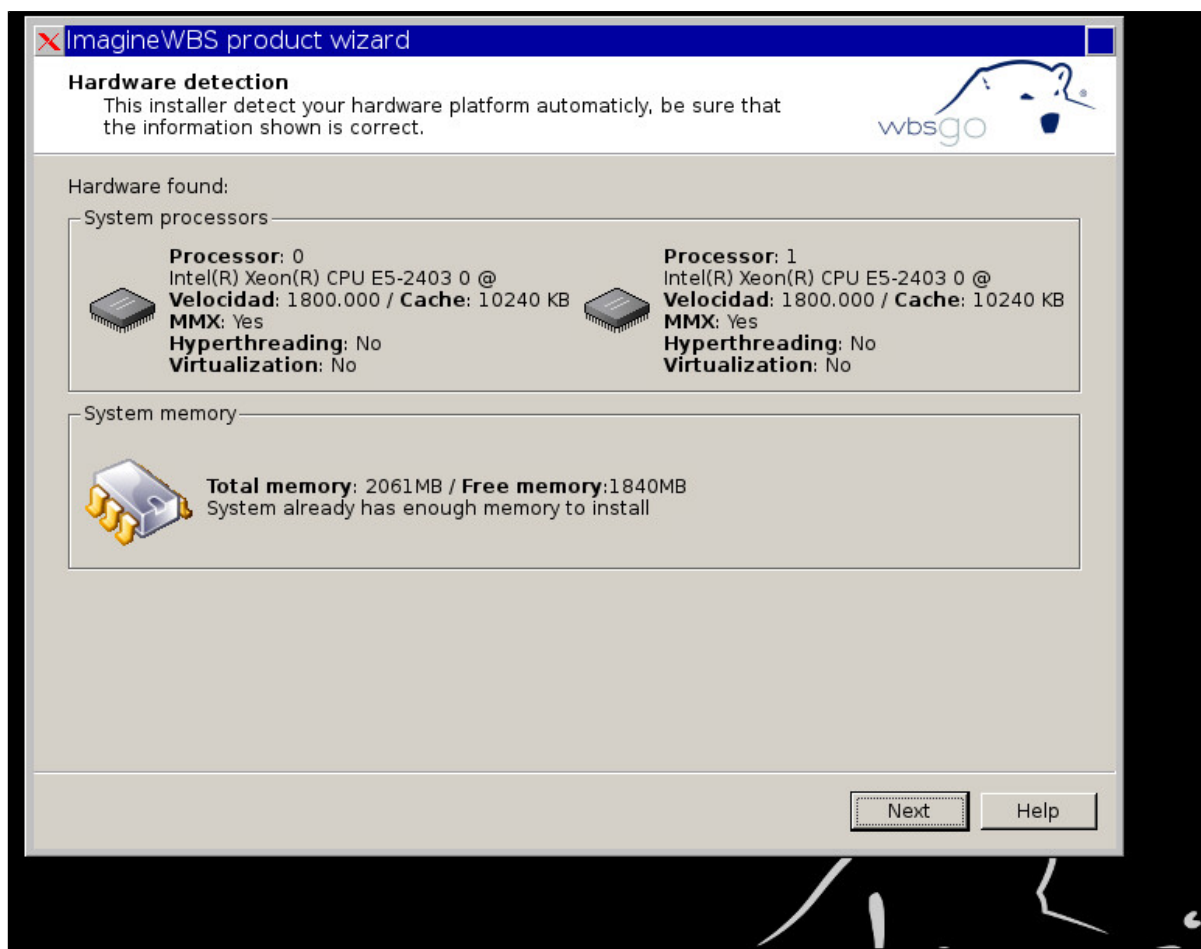 ImagineWBS product wizard
Hardware detection
This installer detect your hardware platform automaticly, be sure that
the information shown is correct.
wbsgo
Hardware found:
System processors
Processor: 0
Intel(R) Xeon(R) CPU E5-2403 0 @
Velocidad: 1800.000 / Cache: 10240 KB
MMX: Yes
Hyperthreading: No
Virtualization: No
Processor: 1
Intel(R) Xeon(R) CPU E5-2403 0 @
Velocidad: 1800.000 / Cache: 10240 KB
MMX: Yes
Hyperthreading: No
Virtualization: No
System memory
Total memory: 2061MB / Free memory:1840MB
System already has enough memory to install
Next
Help